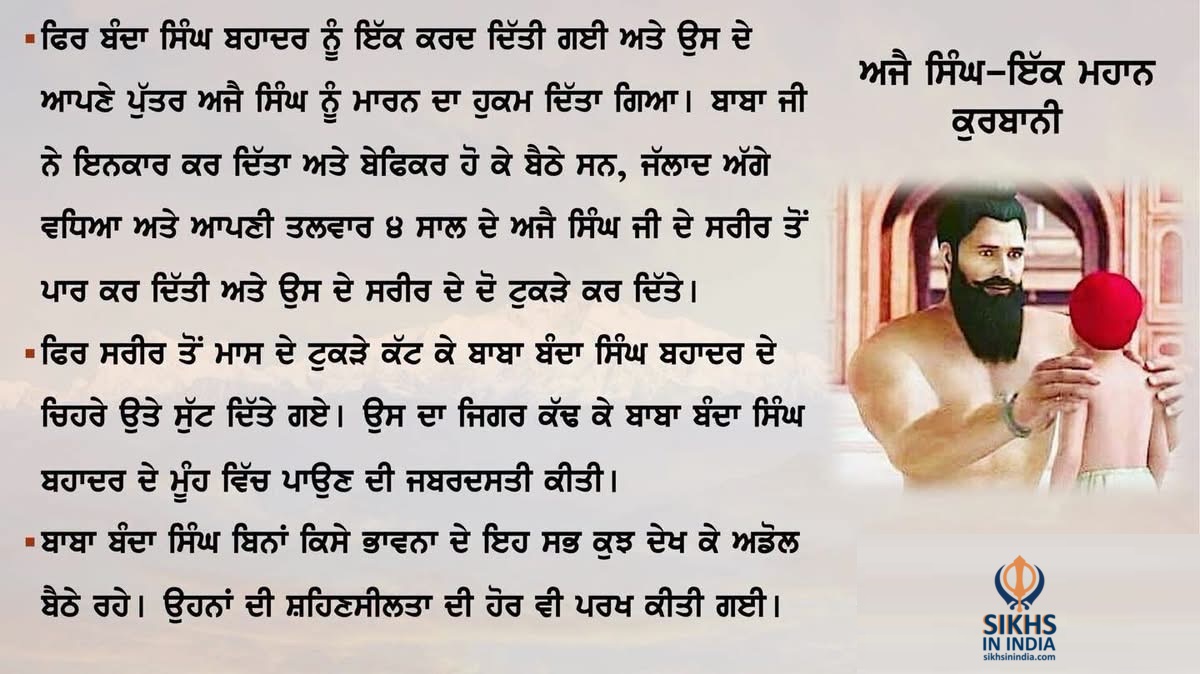 ▪ਫਿਰ ਬੰਦਾ ਸਿੰਘ ਬਹਾਦਰ ਨੂੰ ਇੱਕ ਕਰਦ ਦਿੱਤੀ ਗਈ ਅਤੇ ਉਸ ਦੇ
ਆਪਣੇ ਪੁੱਤਰ ਅਜੈ ਸਿੰਘ ਨੂੰ ਮਾਰਨ ਦਾ ਹੁਕਮ ਦਿੱਤਾ ਗਿਆ। ਬਾਬਾ ਜੀ
ਨੇ ਇਨਕਾਰ ਕਰ ਦਿੱਤਾ ਅਤੇ ਬੇਫਿਕਰ ਹੋ ਕੇ ਬੈਠੇ ਸਨ, ਜੱਲਾਦ ਅੱਗੇ
ਵਧਿਆ ਅਤੇ ਆਪਣੀ ਤਲਵਾਰ ੪ ਸਾਲ ਦੇ ਅਜੈ ਸਿੰਘ ਜੀ ਦੇ ਸਰੀਰ ਤੋਂ
ਪਾਰ ਕਰ ਦਿੱਤੀ ਅਤੇ ਉਸ ਦੇ ਸਰੀਰ ਦੇ ਦੋ ਟੁਕੜੇ ਕਰ ਦਿੱਤੇ।
▪ਫਿਰ ਸਰੀਰ ਤੋਂ ਮਾਸ ਦੇ ਟੁਕੜੇ ਕੱਟ ਕੇ ਬਾਬਾ ਬੰਦਾ ਸਿੰਘ ਬਹਾਦਰ ਦੇ
ਚਿਹਰੇ ਉਤੇ ਸੁੱਟ ਦਿੱਤੇ ਗਏ। ਉਸ ਦਾ ਜਿਗਰ ਕੱਢ ਕੇ ਬਾਬਾ ਬੰਦਾ ਸਿੰਘ
ਬਹਾਦਰ ਦੇ ਮੂੰਹ ਵਿੱਚ ਪਾਉਣ ਦੀ ਜਬਰਦਸਤੀ ਕੀਤੀ।
▪ਬਾਬਾ ਬੰਦਾ ਸਿੰਘ ਬਿਨਾਂ ਕਿਸੇ ਭਾਵਨਾ ਦੇ ਇਹ ਸਭ ਕੁਝ ਦੇਖ ਕੇ ਅਡੋਲ
ਬੈਠੇ ਰਹੇ। ਉਹਨਾਂ ਦੀ ਸ਼ਹਿਣਸੀਲਤਾ ਦੀ ਹੋਰ ਵੀ ਪਰਖ ਕੀਤੀ ਗਈ।
ਅਜੈ ਸਿੰਘ-ਇੱਕ ਮਹਾਨ
ਕੁਰਬਾਨੀ
SIKHS
IN INDIA
sikhsinindia.com